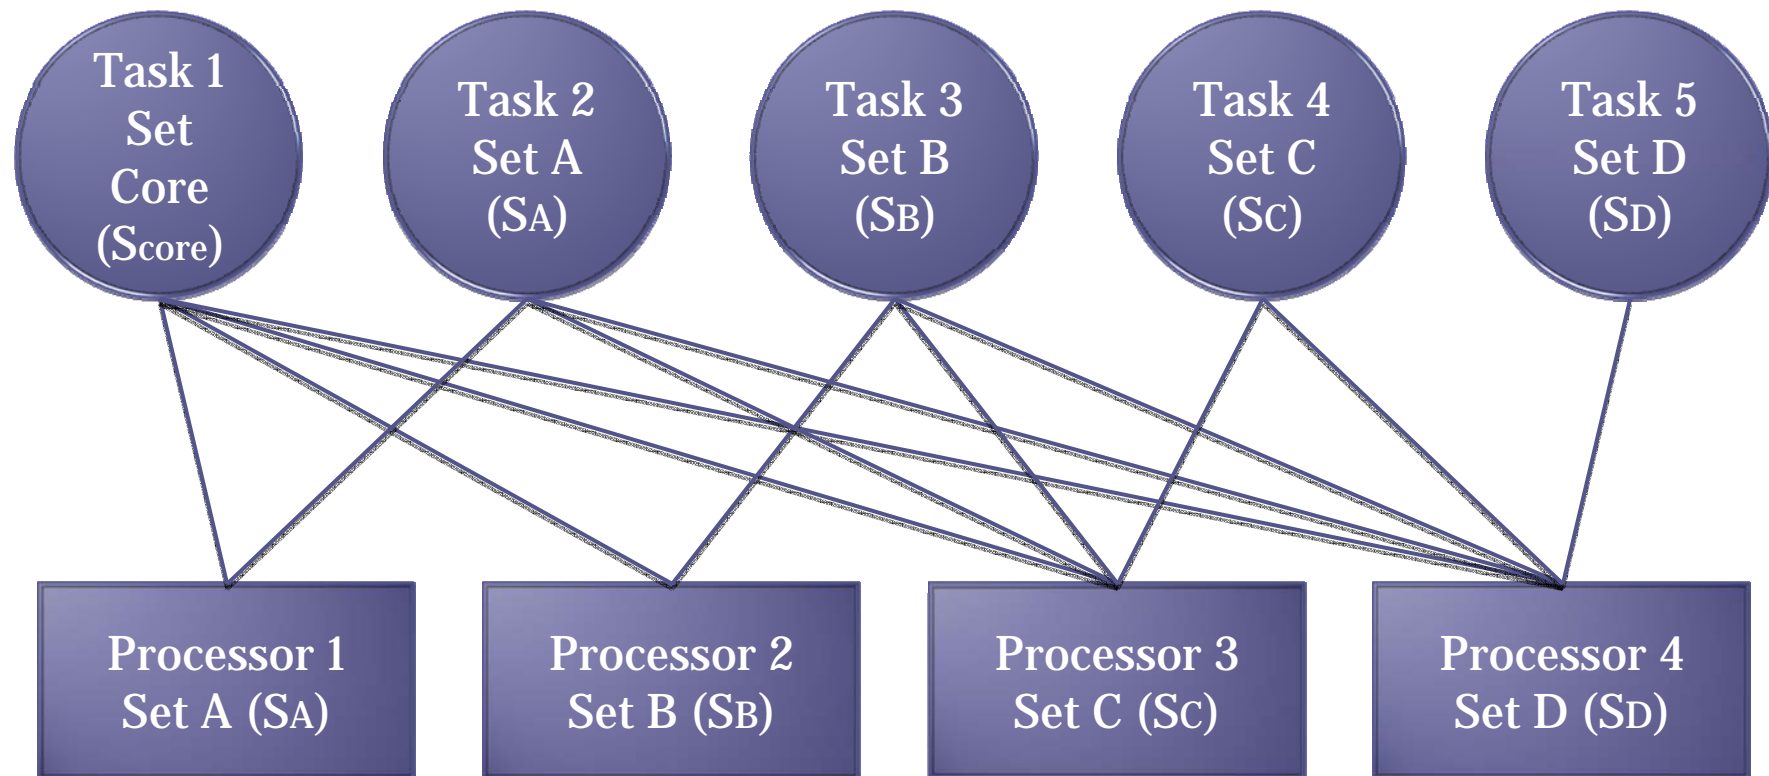 Task 1
Set
Core
(Score)
Task 2
Set A
(SA)
Task 3
Set B
(SB)
Task 4
Set C
(SC)
Task 5
Set D
(SD)
Processor 1
Set A (SA)
Processor 2
Set B (SB)
Processor 3
Set C (SC)
Processor 4
Set D (SD)